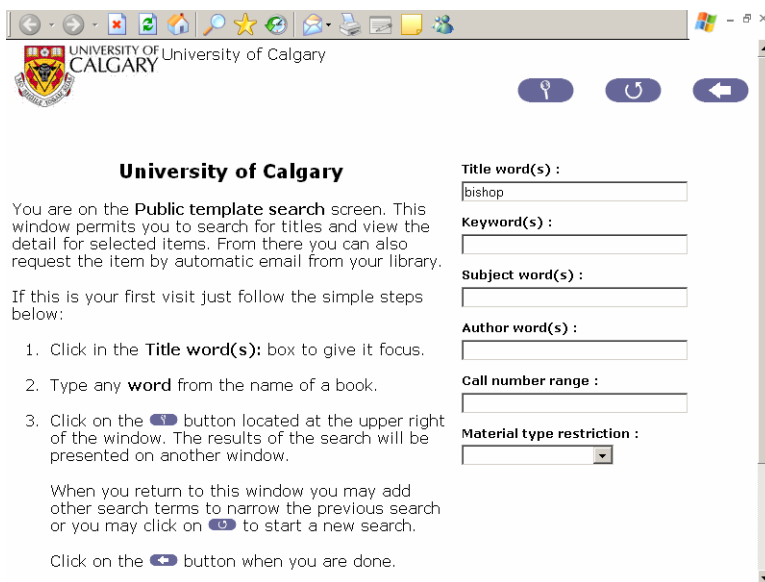 UNIVERSITY OF
CALGARY
University of Calgary
University of Calgary
You are on the Public template search screen. This
window permits you to search for titles and view the
detail for selected items. From there you can also
request the item by automatic email from your library.
If this is your first visit just follow the simple steps
below:
1. Click in the Title word(s): box to give it focus.
2. Type any word from the name of a book.
3. Click on the button located at the upper right
of the window. The results of the search will be
presented on another window.
When you return to this window you may add
other search terms to narrow the previous search
or you may click on to start a new search.
Click on the button when you are done.
Title word(s) :
bishop
Keyword(s) :
Subject word(s) :
Author word(s) :
Call number range :
Material type restriction :